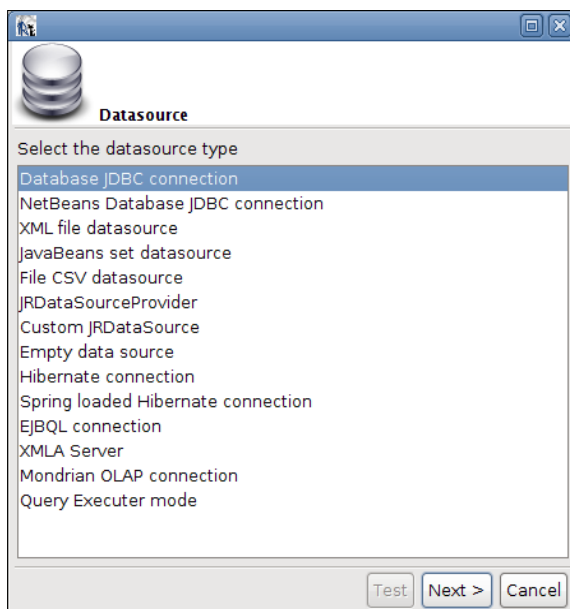 Datasource
Select the datasource type
Database JDBC connection
NetBeans Database JDBC connection
XML file datasource
JavaBeans set datasource
File CSV datasource
JRDataSourceProvider
Custom JRDataSource
Empty data source
Hibernate connection
Spring loaded Hibernate connection
EJBQL connection
XMLA Server
Mondrian OLAP connection
Query Executer mode
Test Next > Cancel